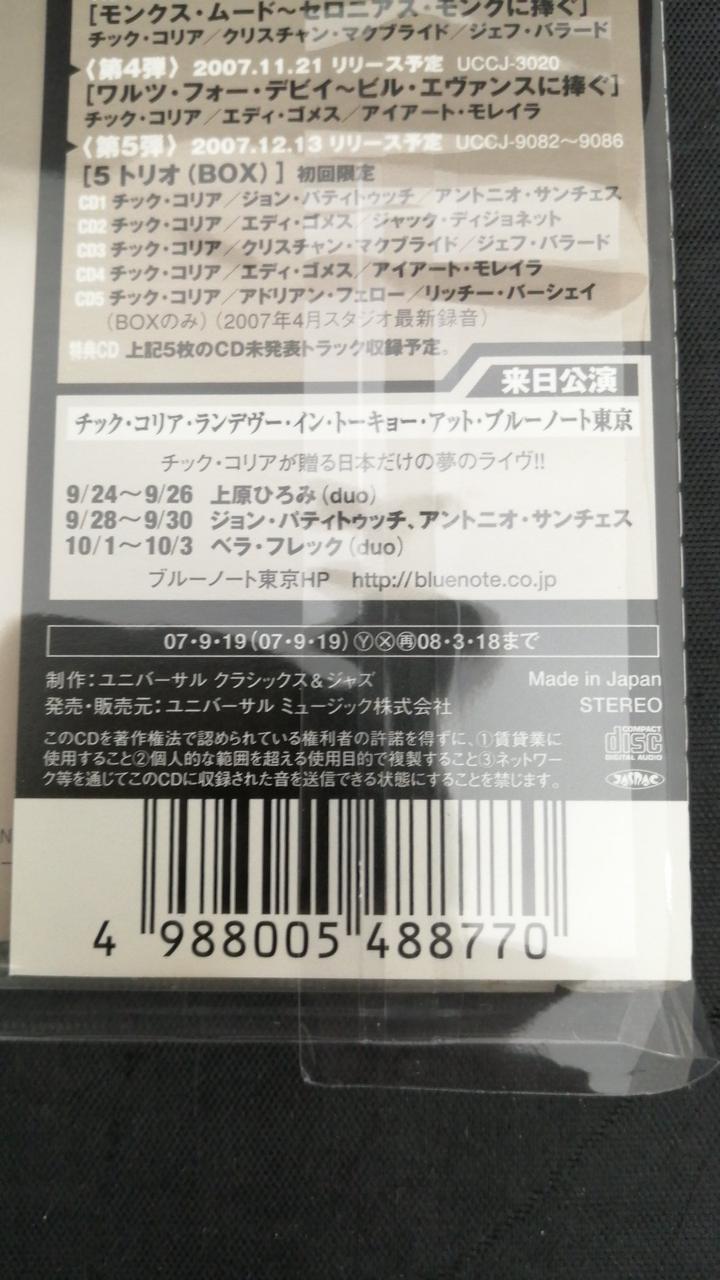 [モンクス・ムード〜セロニアス・モンクに捧ぐ]
チック・コリア／クリスチャン・マクブライド／ジェフ・バラード
〈第4弾〉 2007.11.21 リリース予定 UCCJ-3020
[ワルツ・フォー・デビイ〜ビル・エヴァンスに捧ぐ]
チック・コリア／エディ・ゴメス／アイアート・モレイラ
〈第5弾〉 2007.12.13 リリース予定 UCCJ-9082〜9086
[5 トリオ（BOX）] 初回限定
CD1 チック・コリア／ジョン・パティトゥッチ／アントニオ・サンチェス
CD2 チック・コリア／エディ・ゴメス／ジャック・ディジョネット
CD3 チック・コリア／クリスチャン・マクブライド／ジェフ・バラード
CD4 チック・コリア／エディ・ゴメス／アイアート・モレイラ
CD5 チック・コリア／アドリアン・フェロー／リッチー・バーシェイ
（BOXのみ）（2007年4月スタジオ最新録音）
特典CD 上記5枚のCD未発表トラック収録予定。
来日公演
チック・コリア・ランデヴー・イン・トーキョー・アット・ブルーノート東京
チック・コリアが贈る日本だけの夢のライヴ!!
9/24〜9/26 上原ひろみ（duo）
9/28〜9/30 ジョン・パティトゥッチ、アントニオ・サンチェス
10/1〜10/3 ベラ・フレック（duo）
ブルーノート東京HP http://bluenote.co.jp
07・9・19（07・9・19）Ⓨ Ⓧ ㊞08・3・18まで
制作：ユニバーサル クラシックス＆ジャズ
Made in Japan
発売・販売元：ユニバーサル ミュージック株式会社
STEREO
このCDを著作権法で認められている権利者の許諾を得ずに、①賃貸業に
使用すること②個人的な範囲を超える使用目的で複製すること③ネットワー
ク等を通じてこのCDに収録された音を送信できる状態にすることを禁じます。
COMPACT
disc
DIGITAL AUDIO
JASRAC
4 988005 488770